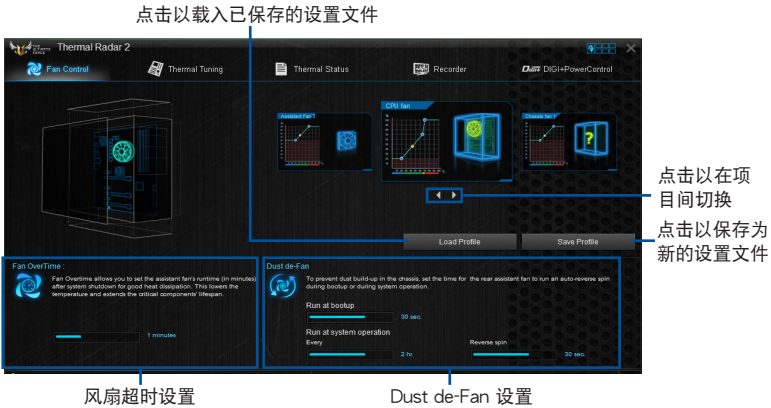 点击以载入已保存的设置文件
THE ULTIMATE FORCE
Thermal Radar 2
Fan Control
Thermal Tuning
Thermal Status
Recorder
DIGI+PowerControl
Assistant Fan 3
CPU fan
Chassis fan 1
?
点击以在项
目间切换
Load Profile
Save Profile
点击以保存为
新的设置文件
Fan OverTime :
Fan Overtime allows you to set the assistant fan's runtime (in minutes)
after system shutdown for good heat dissipation. This lowers the
temperature and extends the critical components' lifespan.
1 minutes
Dust de-Fan
To prevent dust build-up in the chassis, set the time for the rear assistant fan to run an auto-reverse spin
during bootup or during system operation.
Run at bootup
30 sec.
Run at system operation
Every
Reverse spin
2 hr.
30 sec.
风扇超时设置
Dust de-Fan 设置